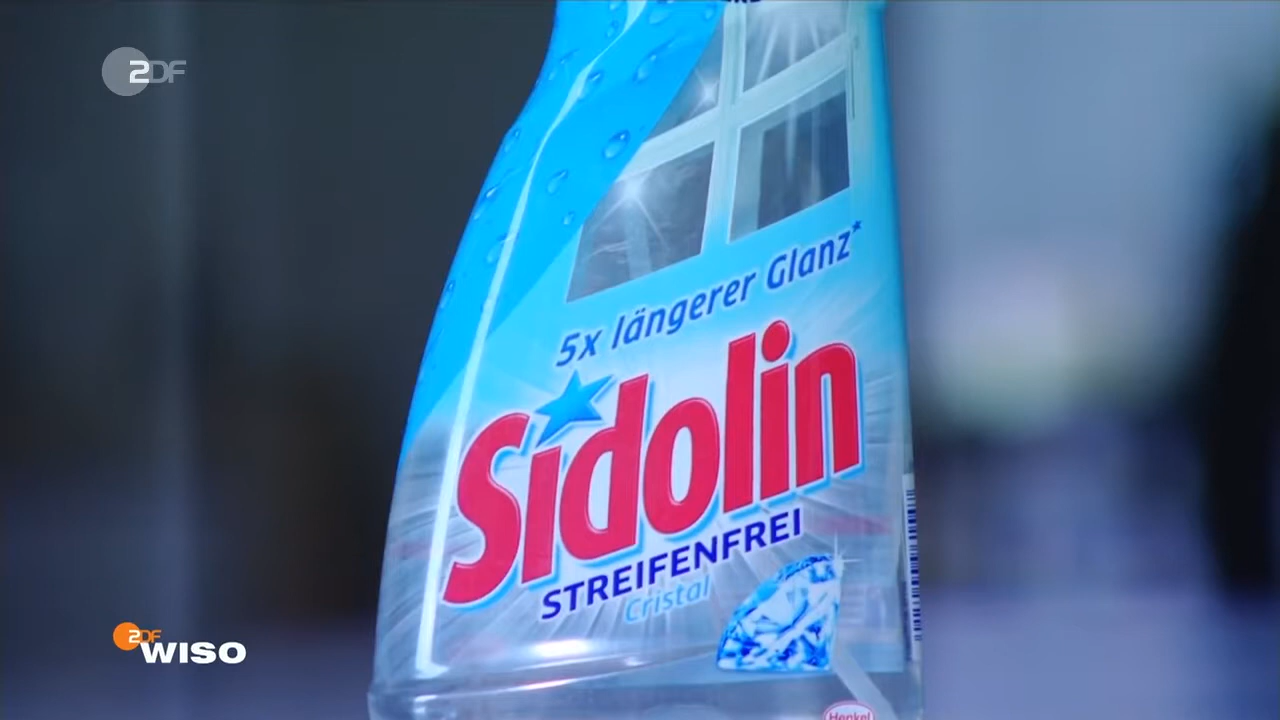 2DF
5x längerer Glanz*
Sidolin
STREIFENFREI
Cristal
Henkel
2DF
WISO